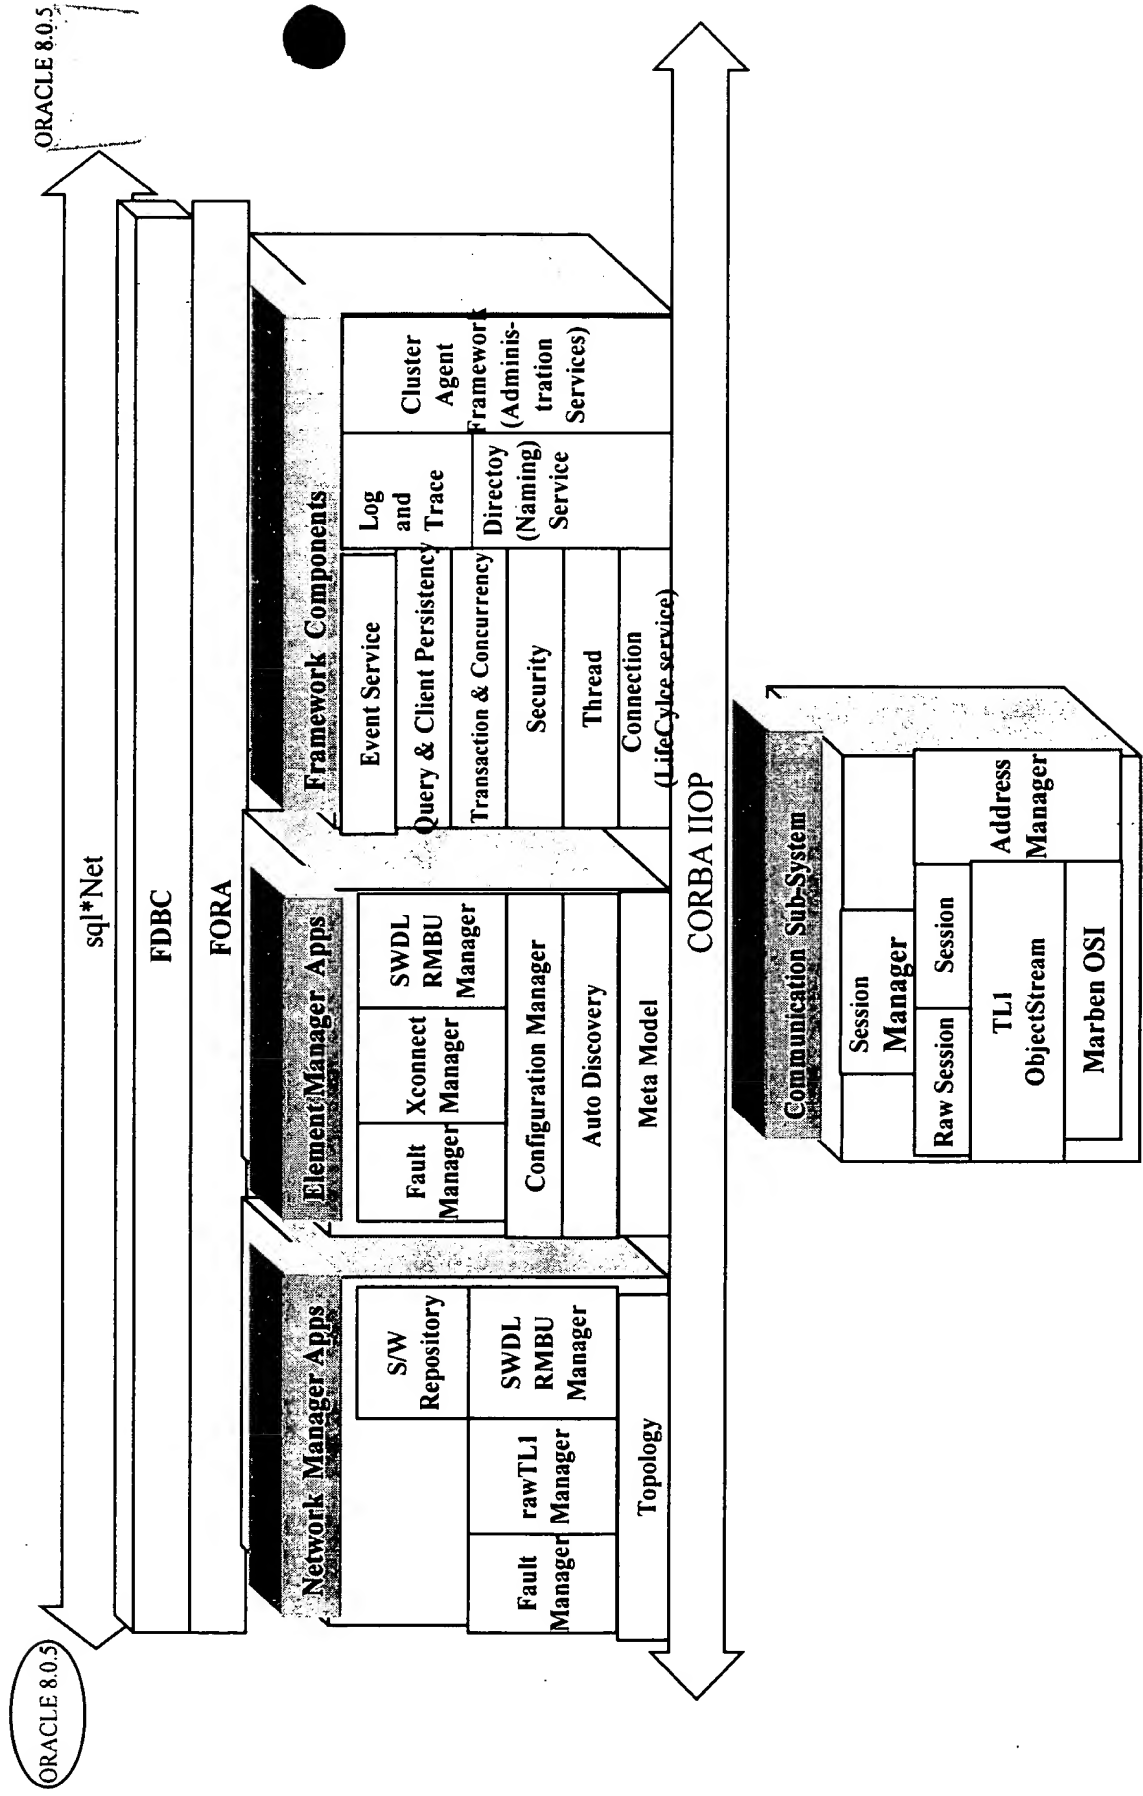 ORACLE 8.0.5
ORACLE 8.0.5
sql*Net
FDBC
FORA
Network Manager Apps
S/W
Repository
Fault
Manager
rawTL1
Manager
SWDL
RMBU
Manager
Topology
Element Manager Apps
Fault
Manager
Xconnect
Manager
SWDL
RMBU
Manager
Configuration Manager
Auto Discovery
Meta Model
Framework Components
Event Service
Query & Client Persistency
Transaction & Concurrency
Security
Thread
Connection
(LifeCylce service)
Log
and
Trace
Directoy
(Naming)
Service
Cluster
Agent
Framework
(Adminis-
tration
Services)
CORBA IIOP
Communication Sub-System
Session
Manager
Raw Session
Session
Address
Manager
TL1
ObjectStream
Marben OSI